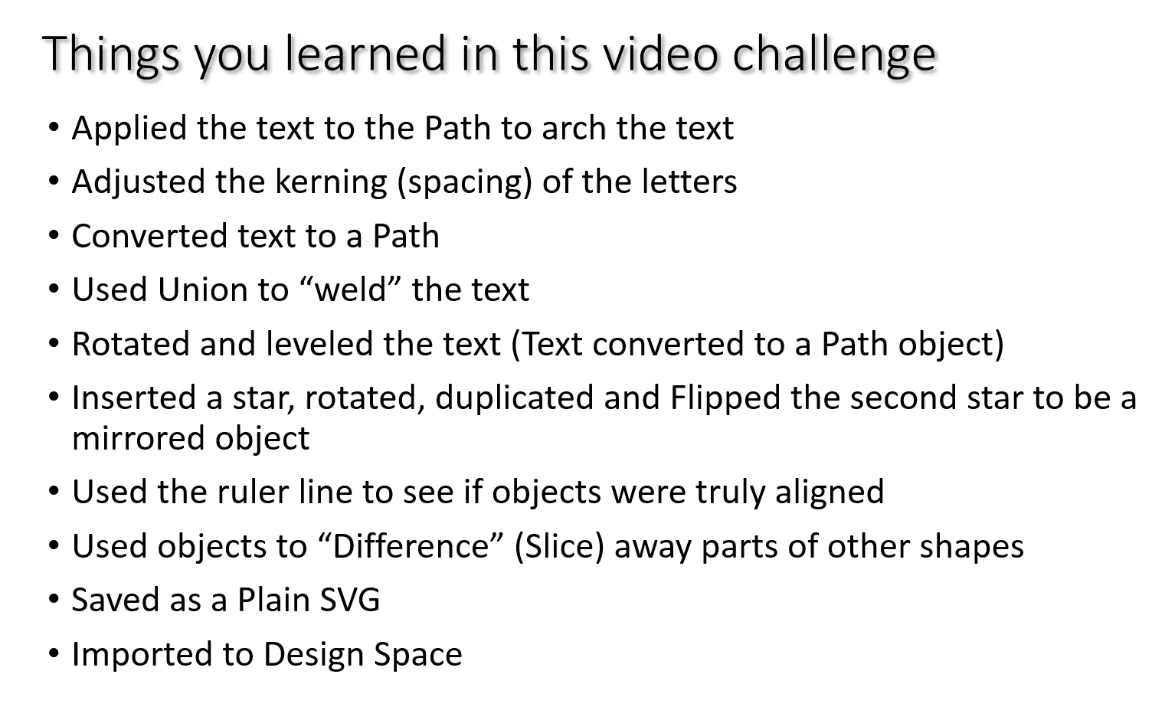 Things you learned in this video challenge
• Applied the text to the Path to arch the text
• Adjusted the kerning (spacing) of the letters
• Converted text to a Path
• Used Union to “weld” the text
• Rotated and leveled the text (Text converted to a Path object)
• Inserted a star, rotated, duplicated and Flipped the second star to be a
mirrored object
• Used the ruler line to see if objects were truly aligned
• Used objects to “Difference” (Slice) away parts of other shapes
• Saved as a Plain SVG
• Imported to Design Space